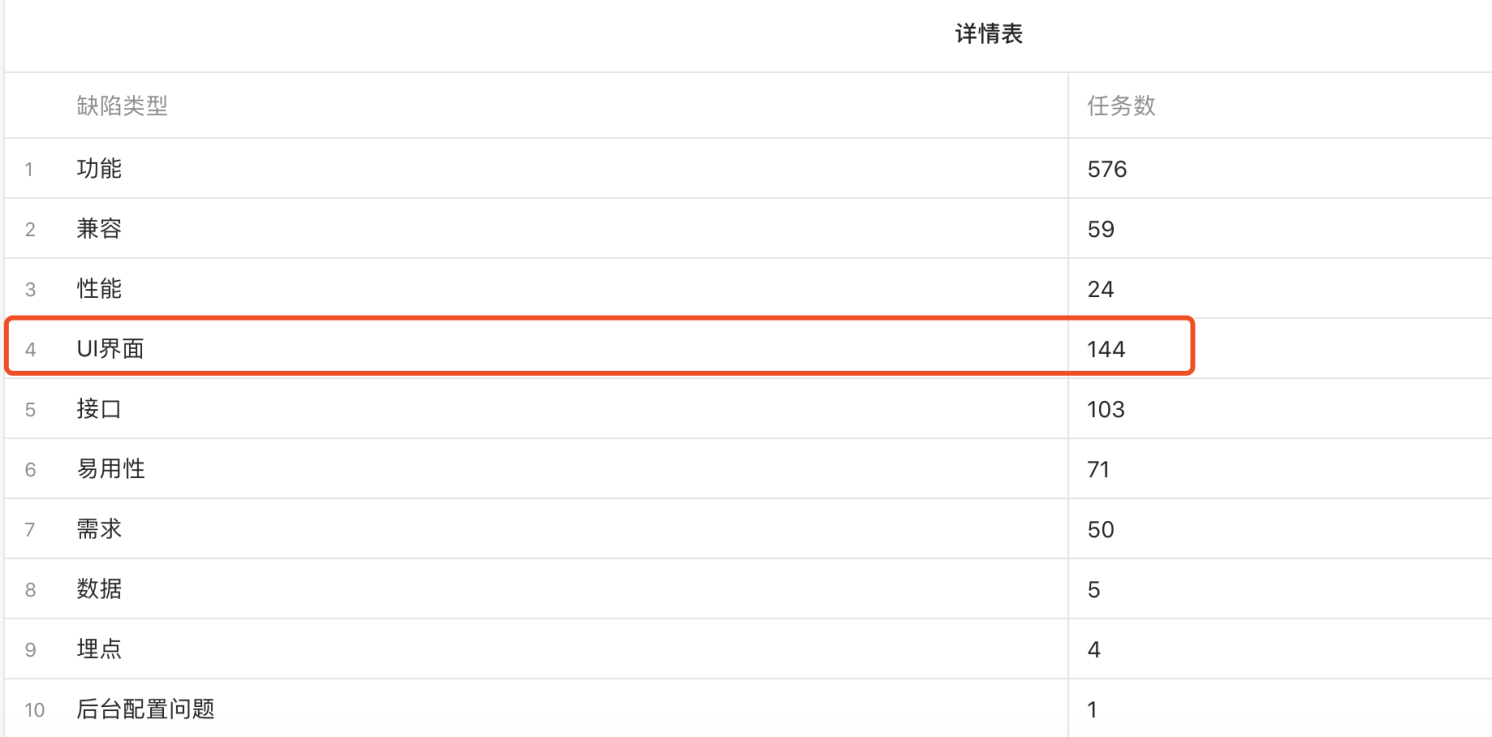 详情表
缺陷类型 任务数
1 功能 576
2 兼容 59
3 性能 24
4 UI界面 144
5 接口 103
6 易用性 71
7 需求 50
8 数据 5
9 埋点 4
10 后台配置问题 1